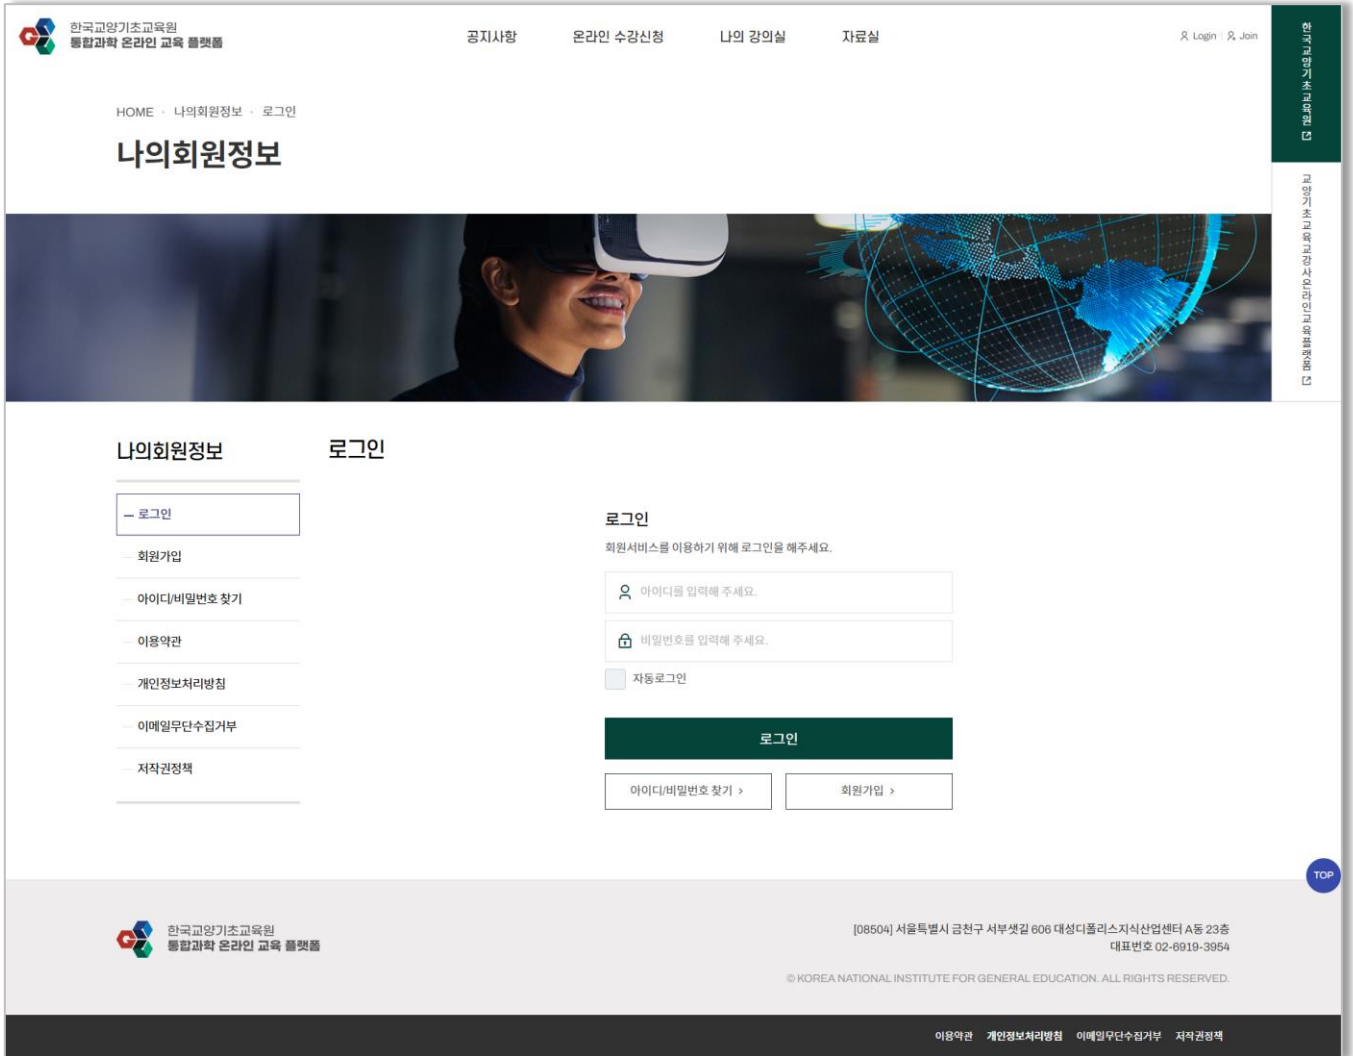 한국교양기초교육원
통합과학 온라인 교육 플랫폼
공지사항 온라인 수강신청 나의 강의실 자료실
Login Join
한국교양기초교육원
교양기초교육교강사온라인교육플랫폼
HOME · 나의회원정보 · 로그인
나의회원정보
나의회원정보
로그인
회원가입
아이디/비밀번호 찾기
이용약관
개인정보처리방침
이메일무단수집거부
저작권정책
로그인
로그인
회원서비스를 이용하기 위해 로그인을 해주세요.
아이디를 입력해 주세요.
비밀번호를 입력해 주세요.
자동로그인
로그인
아이디/비밀번호 찾기 >
회원가입 >
TOP
한국교양기초교육원
통합과학 온라인 교육 플랫폼
[08504] 서울특별시 금천구 서부샛길 606 대성디폴리스지식산업센터 A동 23층
대표번호 02-6919-3954
© KOREA NATIONAL INSTITUTE FOR GENERAL EDUCATION. ALL RIGHTS RESERVED.
이용약관 개인정보처리방침 이메일무단수집거부 저작권정책